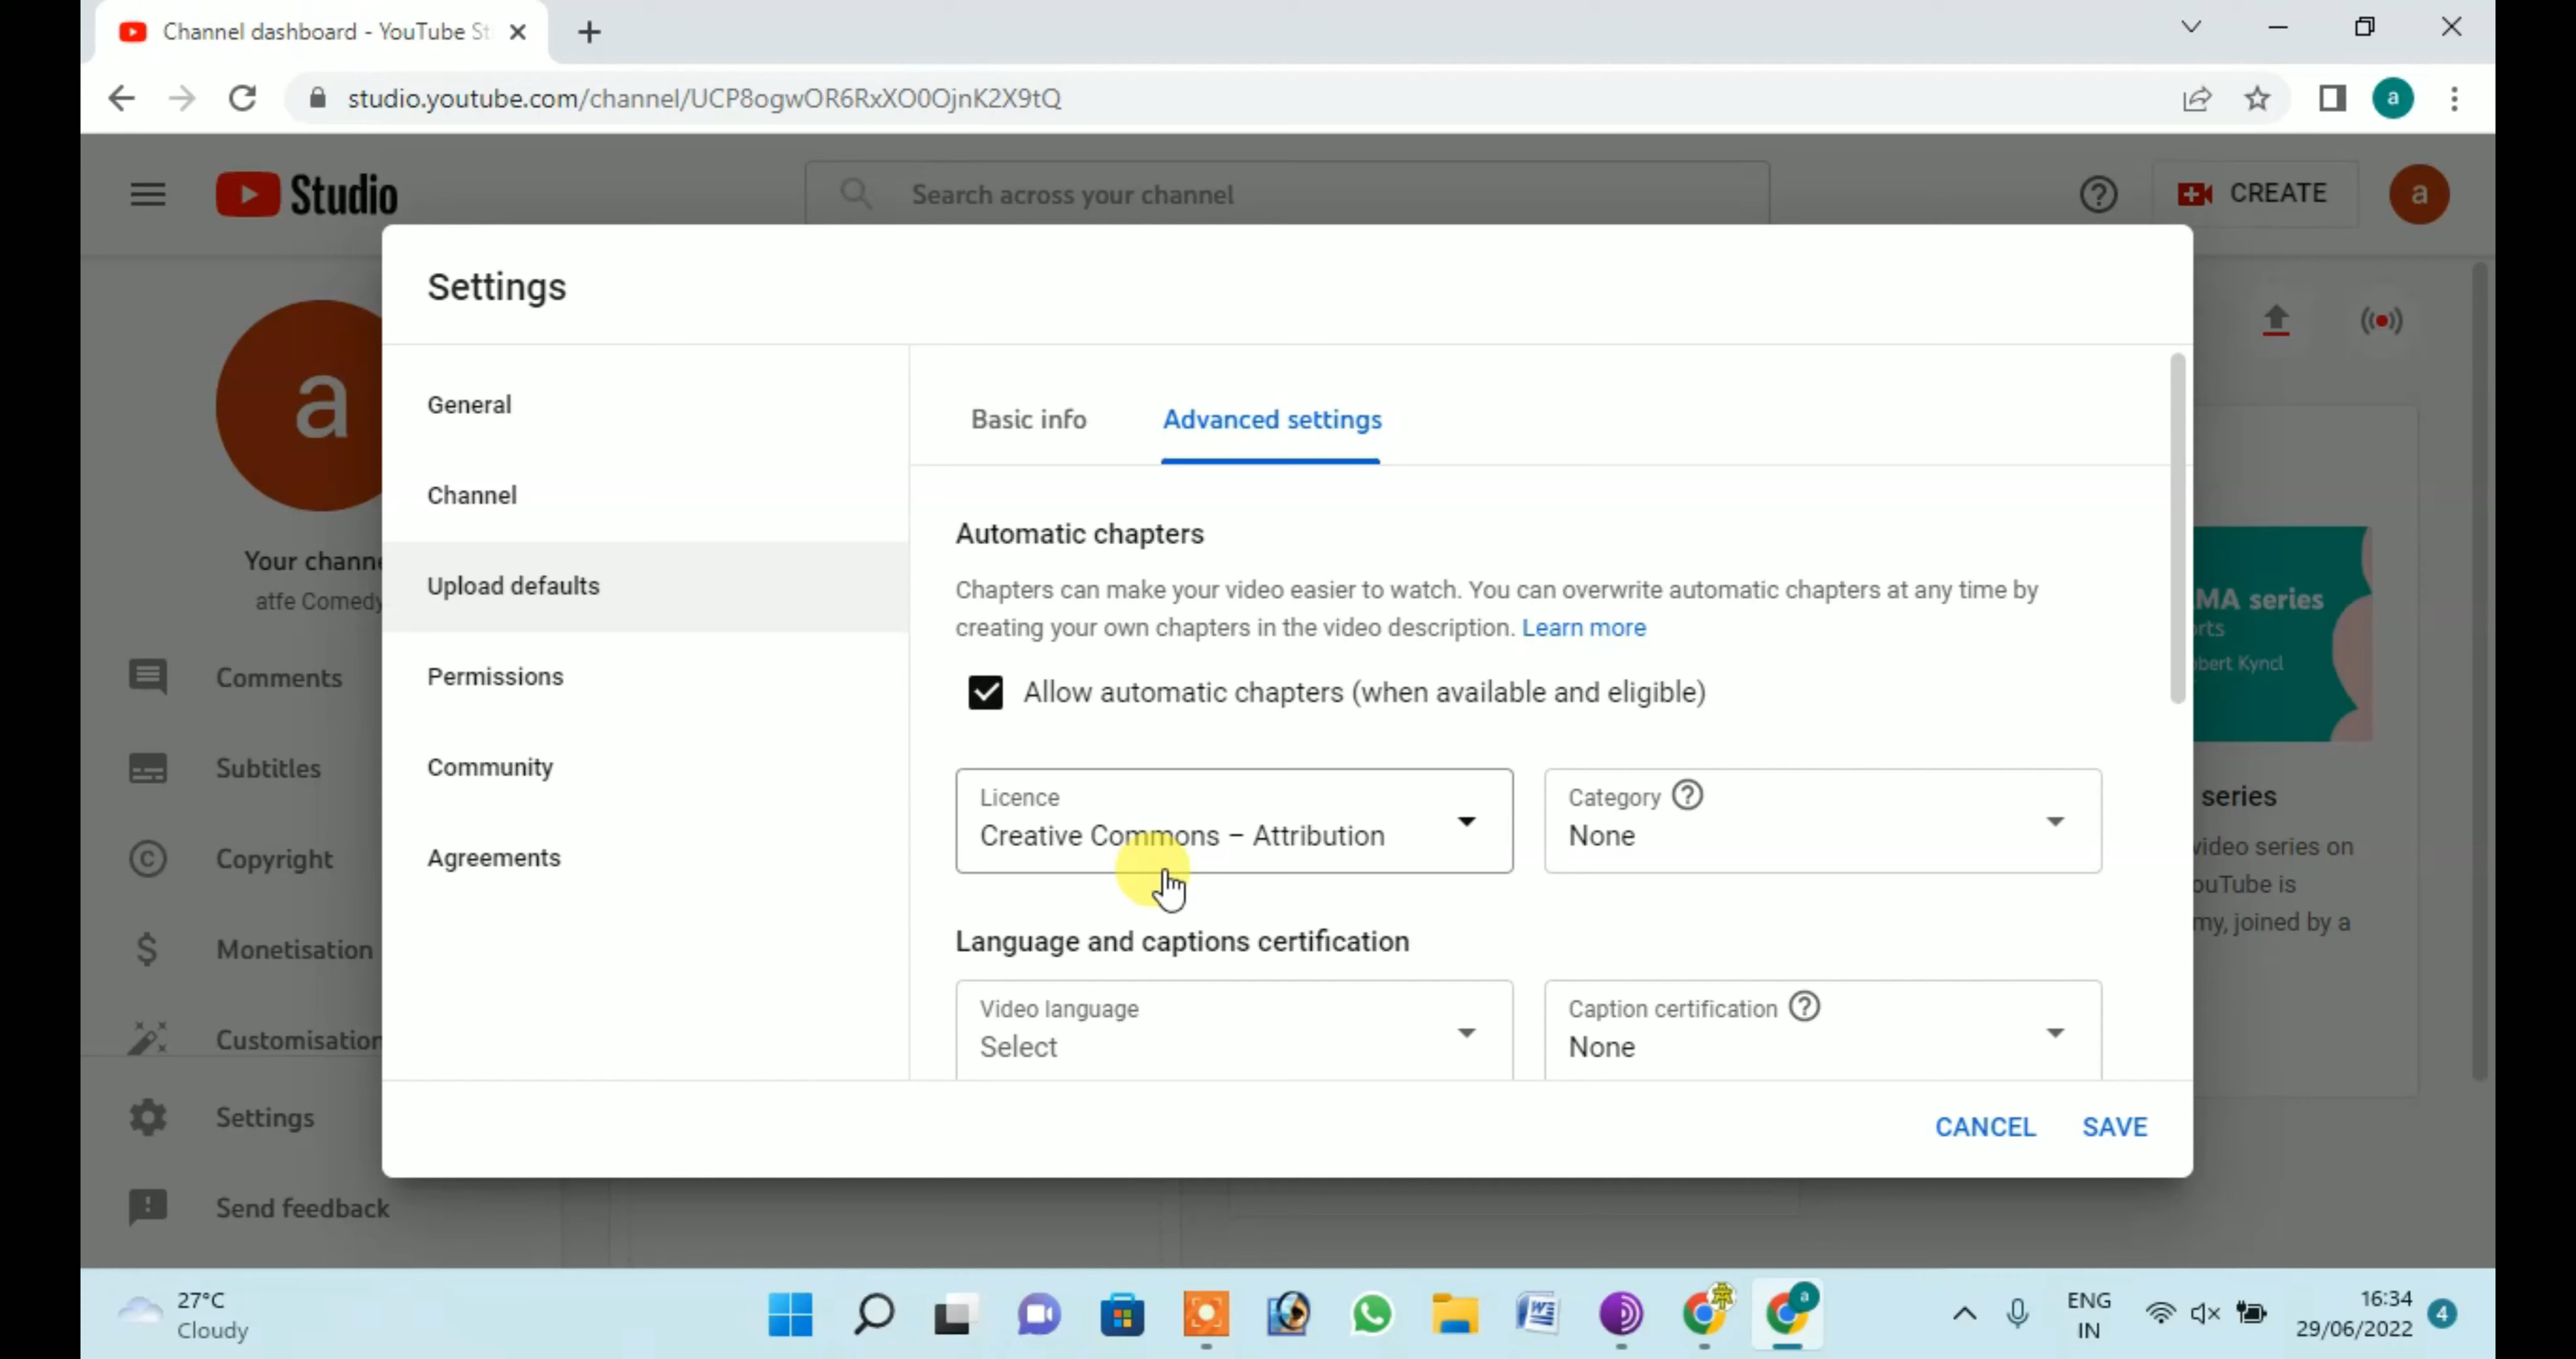 Channel dashboard - YouTube St
studio.youtube.com/channel/UCP8ogwOR6RxXO0OjnK2X9tQ
a
Studio
Search across your channel
CREATE
a
Settings
a
Your channe
atfe Comedy
Comments
Subtitles
Copyright
Monetisation
Customisation
Settings
Send feedback
General
Channel
Upload defaults
Permissions
Community
Agreements
Basic info
Advanced settings
Automatic chapters
Chapters can make your video easier to watch. You can overwrite automatic chapters at any time by
creating your own chapters in the video description. Learn more
Allow automatic chapters (when available and eligible)
Licence
Creative Commons – Attribution
Category
None
Language and captions certification
Video language
Select
Caption certification
None
CANCEL
SAVE
MA series
orts
bert Kyncl
series
video series on
ouTube is
my, joined by a
27°C
Cloudy
a
ENG
IN
16:34
29/06/2022
4